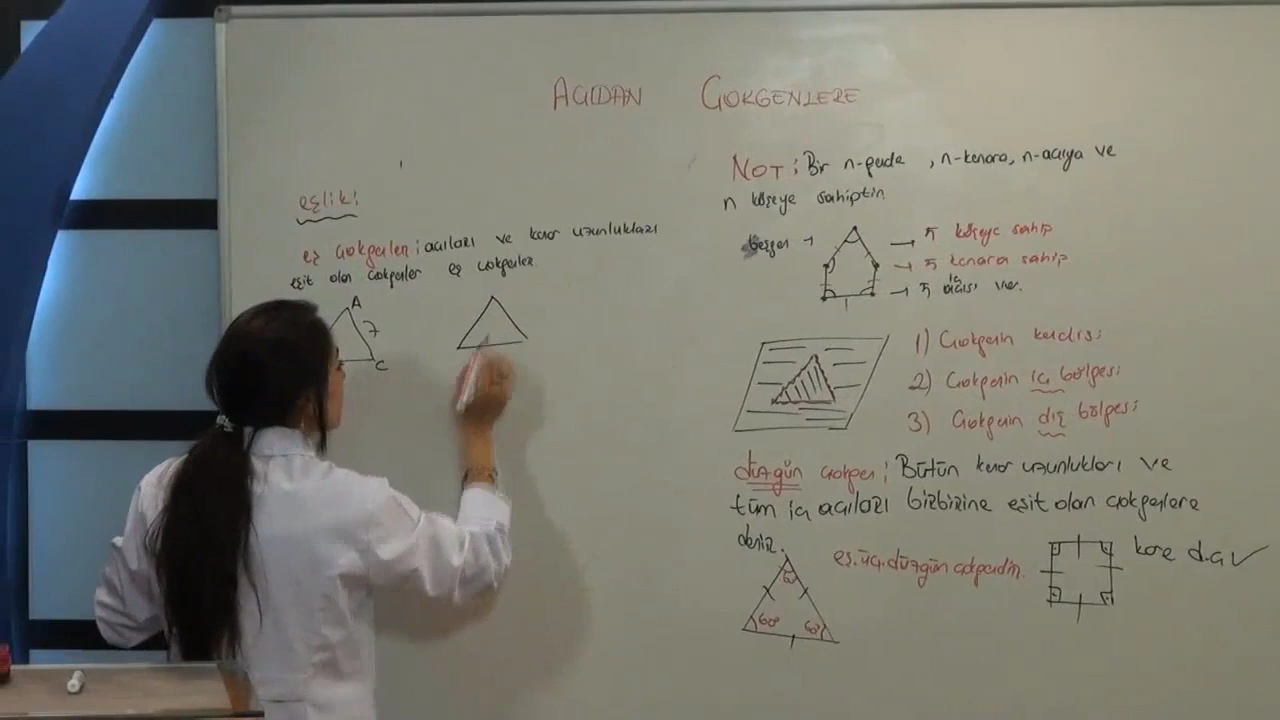 AÇIDAN ÇOKGENLERE
eşlik:
eş çokgenler: açıları ve kenar uzunlukları
eşit olan çokgenler eş çokgenler
A
7
C
NOT: Bir n-gende, n-kenara, n-açıya ve
n köşeye sahiptir.
beşgen → 5 köşeye sahip
→ 5 kenara sahip
→ 5 iç açısı var.
1) Çokgenin kendisi
2) Çokgenin iç bölgesi
3) Çokgenin dış bölgesi
düzgün çokgen: Bütün kenar uzunlukları ve
tüm iç açıları birbirine eşit olan çokgenlere
denir.
eş.üç.düzgün çokgendir.
kare d.ç ✓
60° 60°